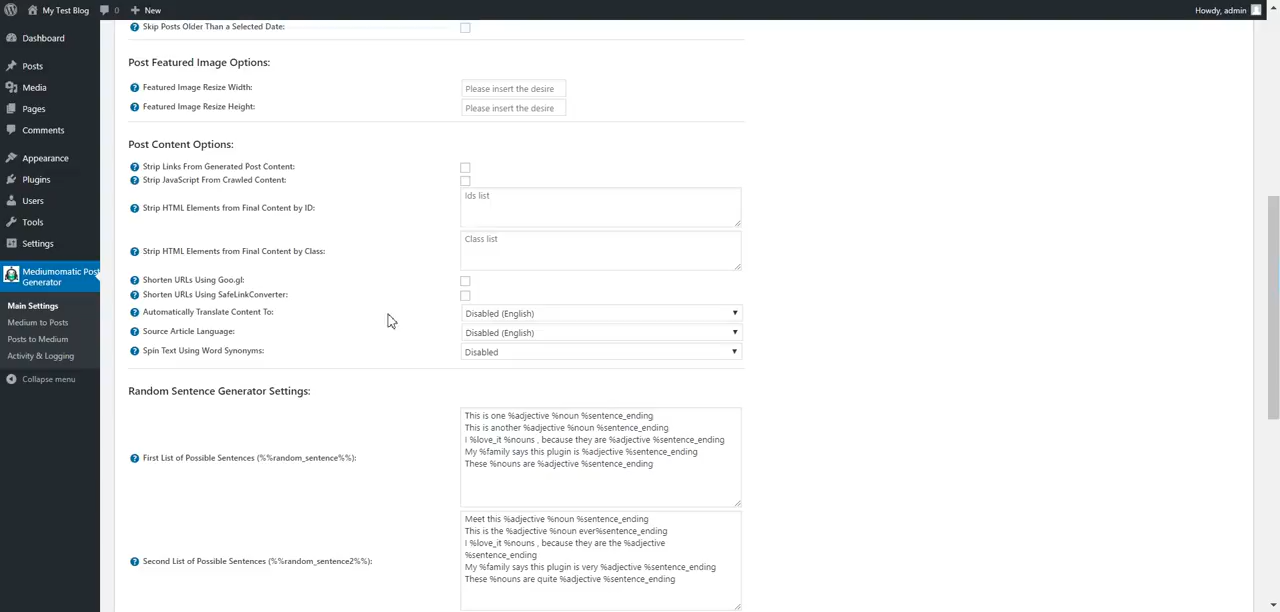 My Test Blog
0
New
Howdy, admin
Dashboard
Posts
Media
Pages
Comments
Appearance
Plugins
Users
Tools
Settings
Mediumomatic Post
Generator
Main Settings
Medium to Posts
Posts to Medium
Activity & Logging
Collapse menu
Skip Posts Older Than a Selected Date:
Post Featured Image Options:
Featured Image Resize Width:
Please insert the desire
Featured Image Resize Height:
Please insert the desire
Post Content Options:
Strip Links From Generated Post Content:
Strip JavaScript From Crawled Content:
Strip HTML Elements from Final Content by ID:
Ids list
Strip HTML Elements from Final Content by Class:
Class list
Shorten URLs Using Goo.gl:
Shorten URLs Using SafeLinkConverter:
Automatically Translate Content To:
Disabled (English)
Source Article Language:
Disabled (English)
Spin Text Using Word Synonyms:
Disabled
Random Sentence Generator Settings:
First List of Possible Sentences (%%random_sentence%%):
This is one %adjective %noun %sentence_ending
This is another %adjective %noun %sentence_ending
I %love_it %nouns , because they are %adjective %sentence_ending
My %family says this plugin is %adjective %sentence_ending
These %nouns are %adjective %sentence_ending
Second List of Possible Sentences (%%random_sentence2%%):
Meet this %adjective %noun %sentence_ending
This is the %adjective %noun ever%sentence_ending
I %love_it %nouns , because they are the %adjective
%sentence_ending
My %family says this plugin is very %adjective %sentence_ending
These %nouns are quite %adjective %sentence_ending